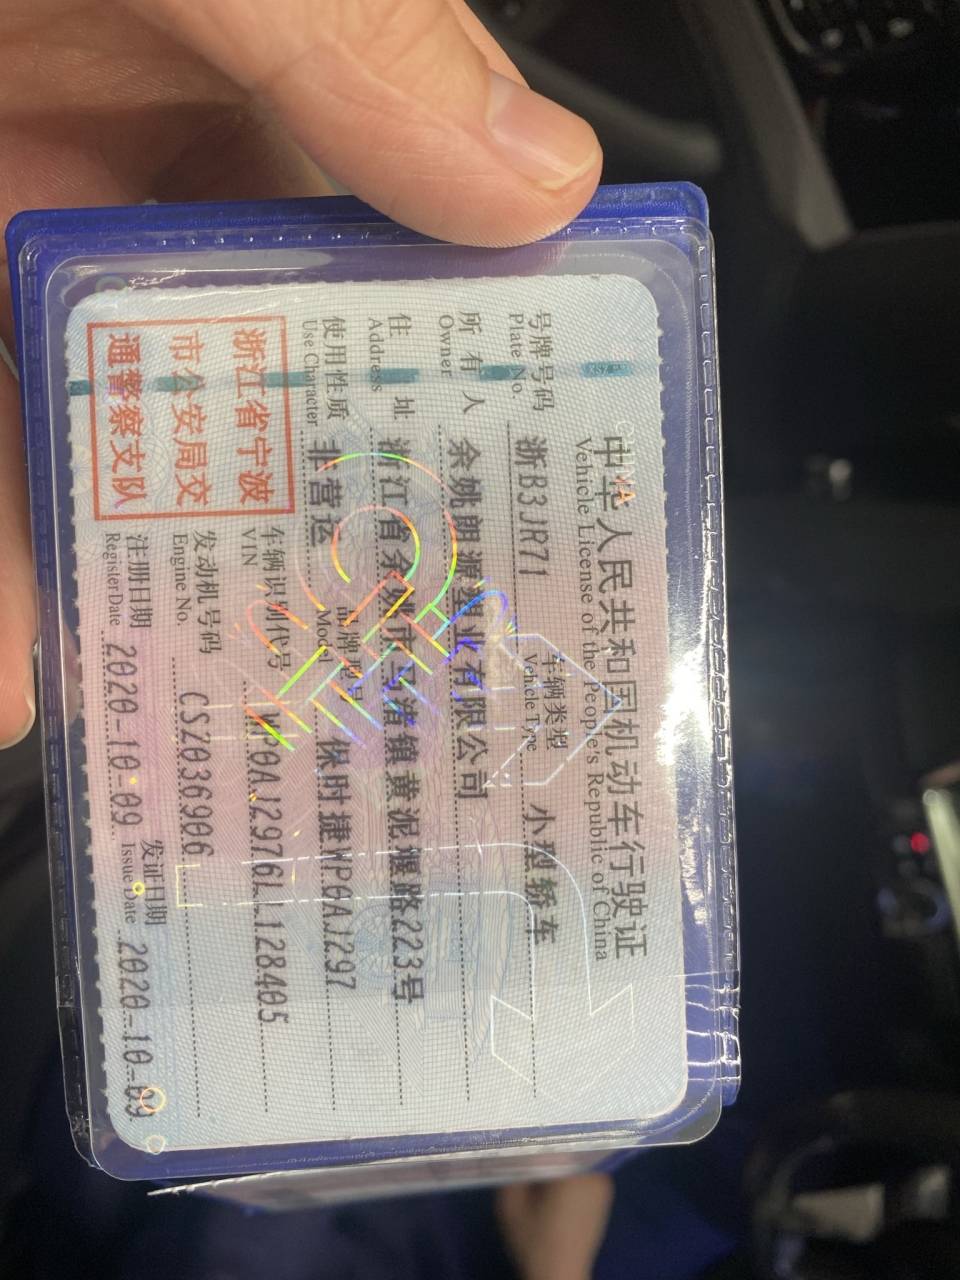 中华人民共和国机动车行驶证
Vehicle License of the People's Republic of China
号牌号码 浙B3JR71 车辆类型 小型轿车
Plate No. Vehicle Type
所有人 余姚朗源塑业有限公司
Owner
住址 浙江省余姚市马渚镇黄泥堰路223号
Address
使用性质 非营运 品牌型号 保时捷WP0AJ297
Use Character Model
浙江省宁波
市公安局交
通警察支队
车辆识别代号 WP0AJ2976LL128405
VIN
发动机号码 CSZ036906
Engine No.
注册日期 2020-10-09 发证日期 2020-10-09
Register Date Issue Date